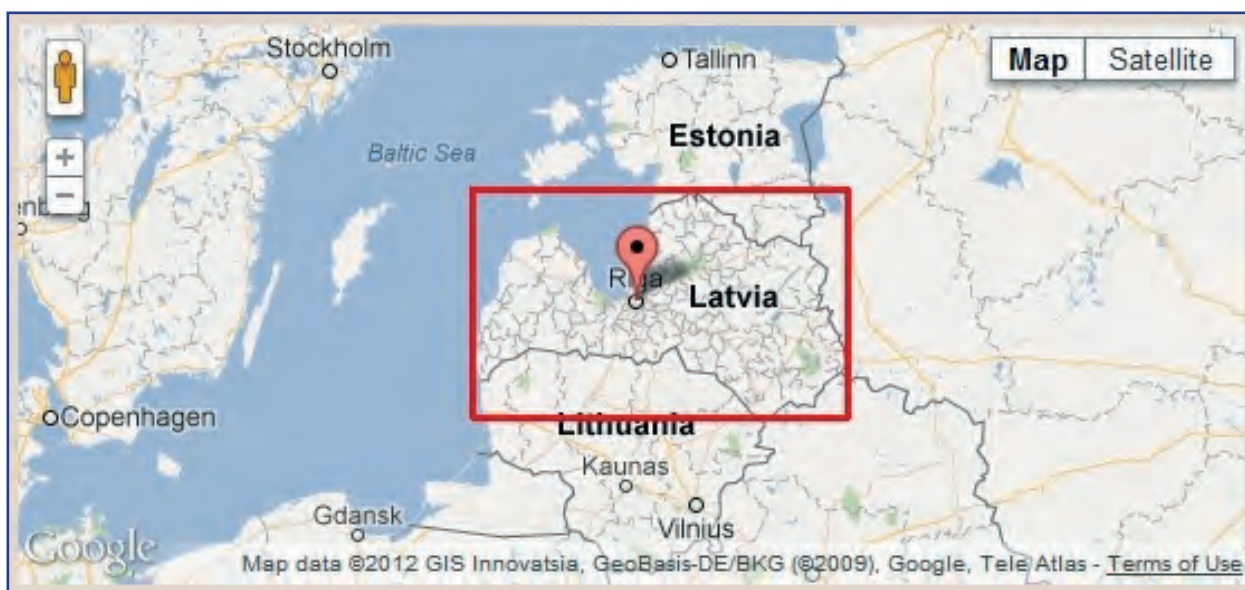 Stockholm
Tallinn
Map Satellite
Estonia
Baltic Sea
+
−
enburg
Riga
Latvia
Copenhagen
Lithuania
Kaunas
Gdansk
Vilnius
Google
Map data ©2012 GIS Innovatsia, GeoBasis-DE/BKG (©2009), Google, Tele Atlas - Terms of Use